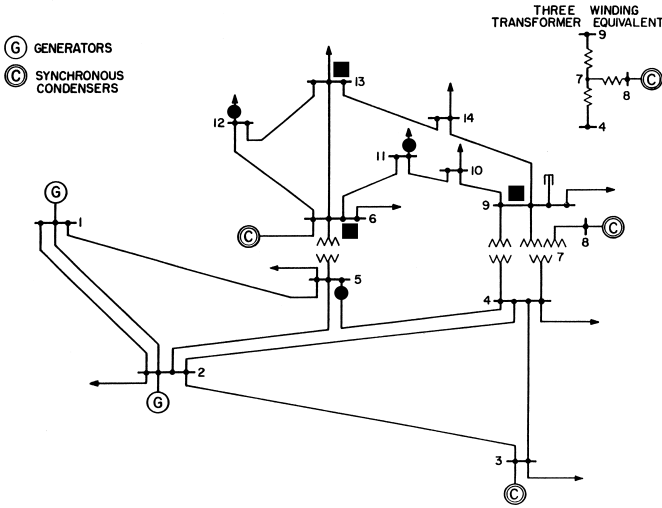 THREE WINDING
TRANSFORMER EQUIVALENT
9
7
C
8
4
G GENERATORS
C SYNCHRONOUS
CONDENSERS
13
14
12
11
10
9
G
1
6
C
C
8
7
5
4
2
G
3
C